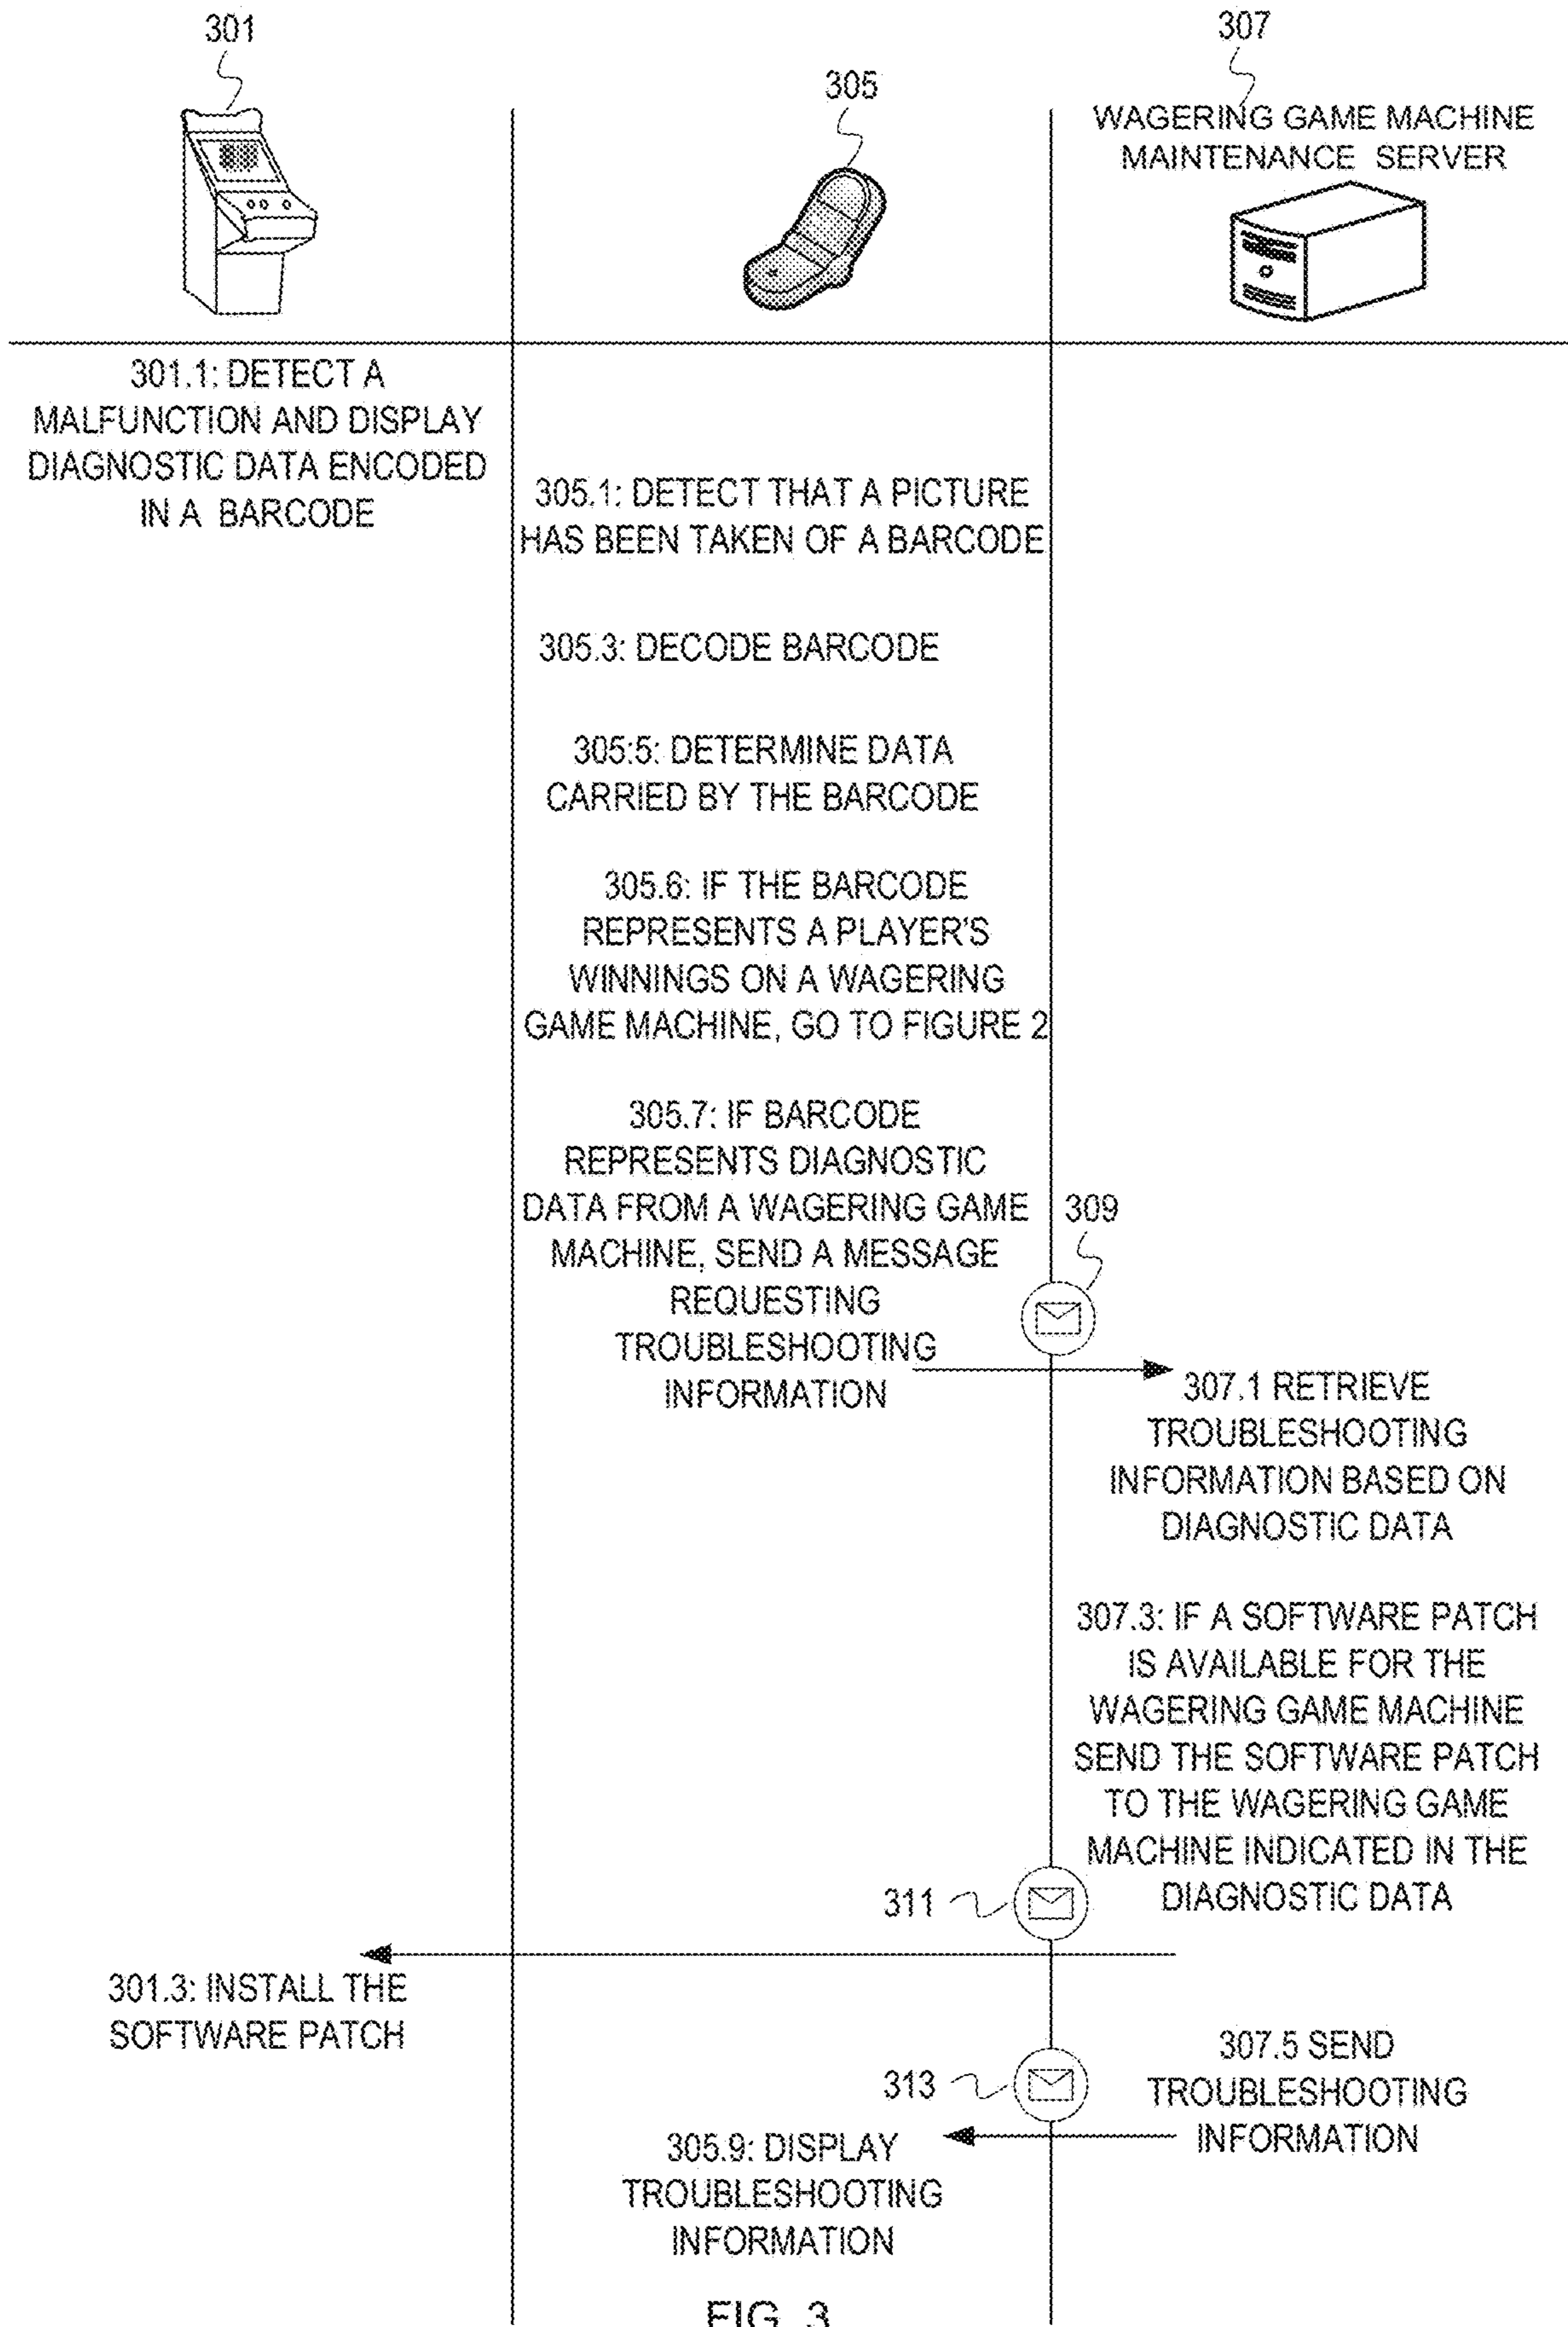 301
305
307
WAGERING GAME MACHINE
MAINTENANCE SERVER
301.1: DETECT A
MALFUNCTION AND DISPLAY
DIAGNOSTIC DATA ENCODED
IN A BARCODE
305.1: DETECT THAT A PICTURE
HAS BEEN TAKEN OF A BARCODE
305.3: DECODE BARCODE
305:5: DETERMINE DATA
CARRIED BY THE BARCODE
305.6: IF THE BARCODE
REPRESENTS A PLAYER'S
WINNINGS ON A WAGERING
GAME MACHINE, GO TO FIGURE 2
305.7: IF BARCODE
REPRESENTS DIAGNOSTIC
DATA FROM A WAGERING GAME
MACHINE, SEND A MESSAGE
REQUESTING
TROUBLESHOOTING
INFORMATION
309
307.1 RETRIEVE
TROUBLESHOOTING
INFORMATION BASED ON
DIAGNOSTIC DATA
307.3: IF A SOFTWARE PATCH
IS AVAILABLE FOR THE
WAGERING GAME MACHINE
SEND THE SOFTWARE PATCH
TO THE WAGERING GAME
MACHINE INDICATED IN THE
DIAGNOSTIC DATA
311
301.3: INSTALL THE
SOFTWARE PATCH
313
307.5 SEND
TROUBLESHOOTING
INFORMATION
305.9: DISPLAY
TROUBLESHOOTING
INFORMATION
FIG. 3